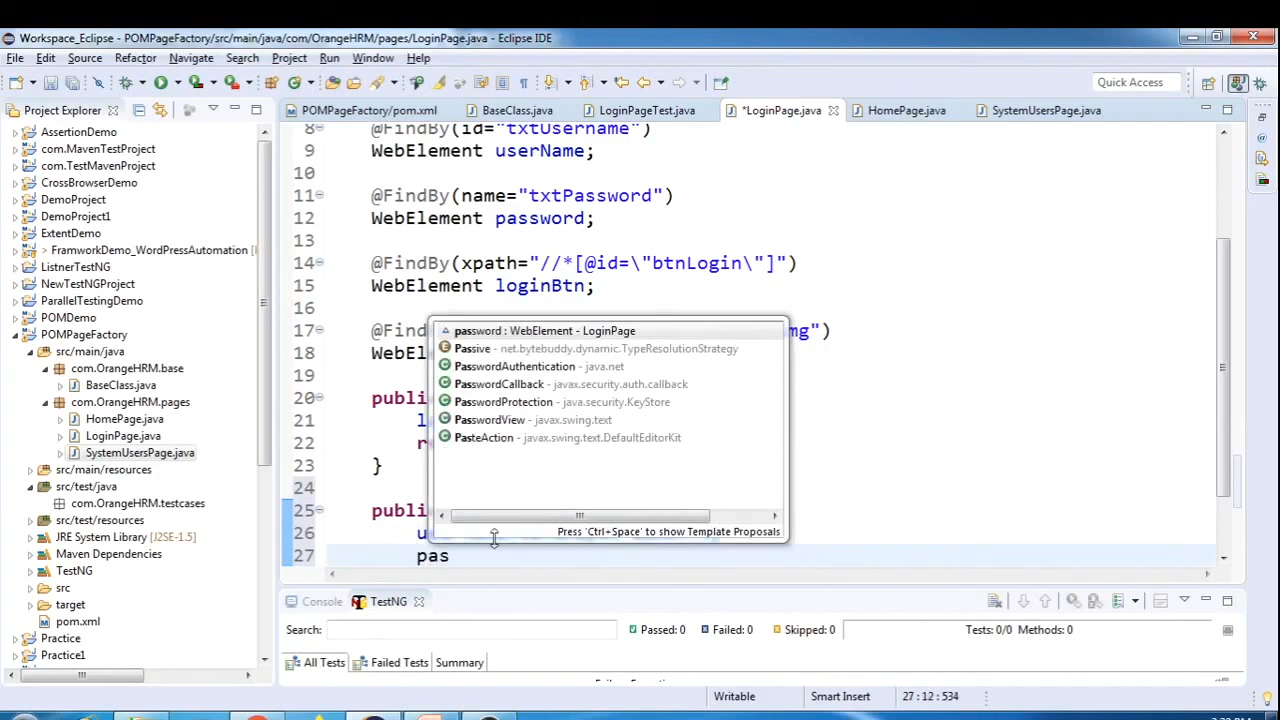 Workspace_Eclipse - POMPageFactory/src/main/java/com/OrangeHRM/pages/LoginPage.java - Eclipse IDE
File Edit Source Refactor Navigate Search Project Run Window Help
Quick Access
Project Explorer
POMPageFactory/pom.xml BaseClass.java LoginPageTest.java *LoginPage.java HomePage.java SystemUsersPage.java
AssertionDemo
com.MavenTestProject
com.TestMavenProject
CrossBrowserDemo
DemoProject
DemoProject1
ExtentDemo
> FramworkDemo_WordPressAutomation
ListnerTestNG
NewTestNGProject
ParallelTestingDemo
POMDemo
POMPageFactory
src/main/java
com.OrangeHRM.base
BaseClass.java
com.OrangeHRM.pages
HomePage.java
LoginPage.java
SystemUsersPage.java
src/main/resources
src/test/java
com.OrangeHRM.testcases
src/test/resources
JRE System Library [J2SE-1.5]
Maven Dependencies
TestNG
src
target
pom.xml
Practice
Practice1
8 @FindBy(id="txtUsername")
9 WebElement userName;
10
11 @FindBy(name="txtPassword")
12 WebElement password;
13
14 @FindBy(xpath="//*[@id=\"btnLogin\"]")
15 WebElement loginBtn;
16
17 @Find mg")
18 WebEl
19
20 publi
21 l
22 r
23 }
24
25 publi
26 u
27 pas
password : WebElement - LoginPage
Passive - net.bytebuddy.dynamic.TypeResolutionStrategy
PasswordAuthentication - java.net
PasswordCallback - javax.security.auth.callback
PasswordProtection - java.security.KeyStore
PasswordView - javax.swing.text
PasteAction - javax.swing.text.DefaultEditorKit
Press 'Ctrl+Space' to show Template Proposals
Console TestNG
Search: Passed: 0 Failed: 0 Skipped: 0 Tests: 0/0 Methods: 0
All Tests Failed Tests Summary
Writable Smart Insert 27 : 12 : 534